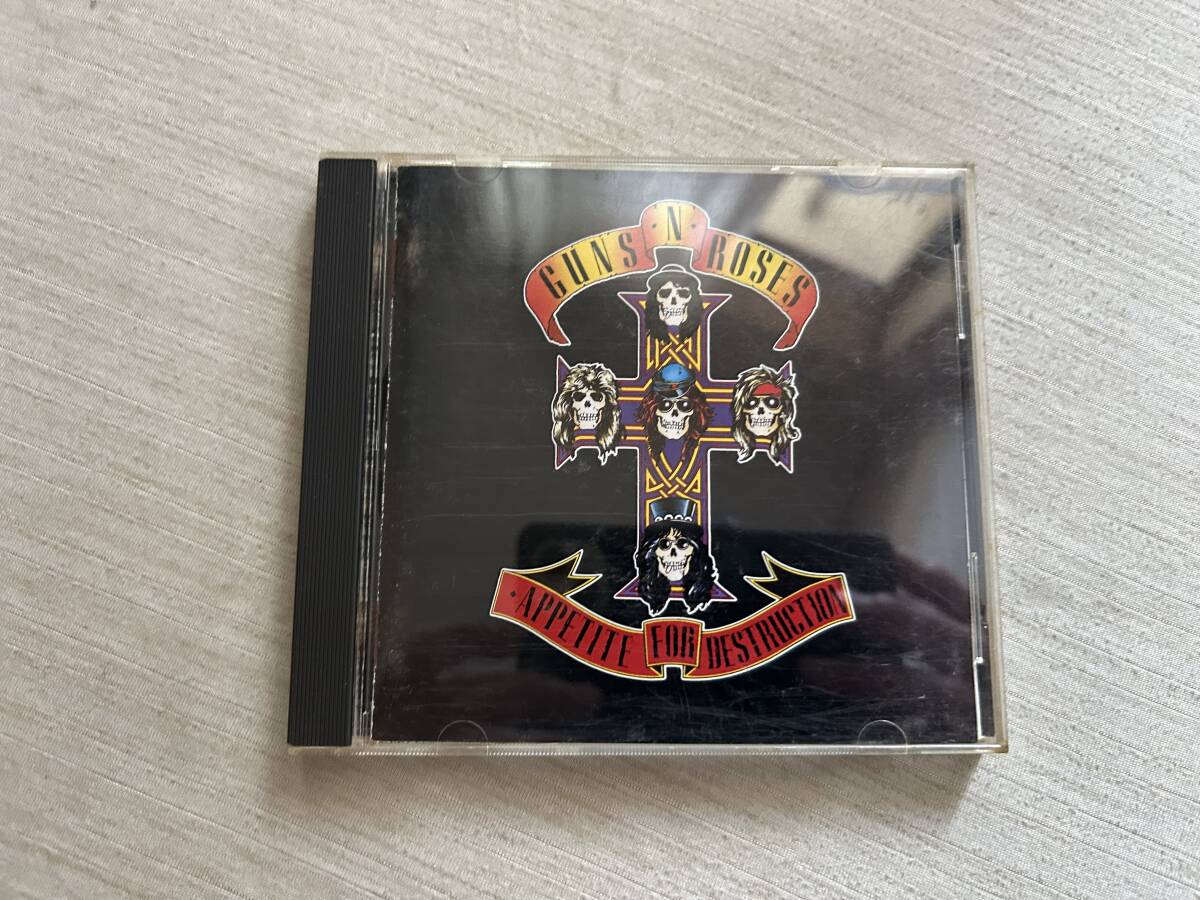 GUNS·N·ROSES
·APPETITE FOR DESTRUCTION